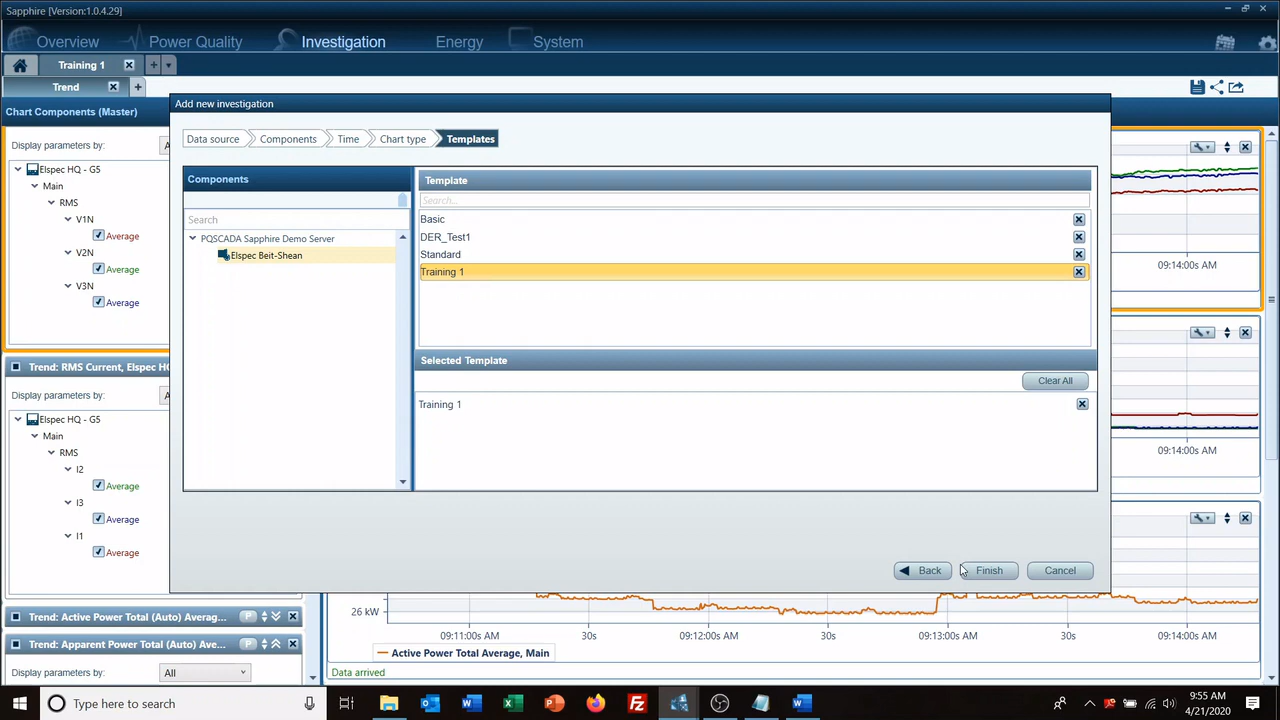 Sapphire [Version:1.0.4.29]
Overview
Power Quality
Investigation
Energy
System
Training 1
Trend
Chart Components (Master)
Display parameters by:
Elspec HQ - G5
Main
RMS
V1N
Average
V2N
Average
V3N
Average
Trend: RMS Current, Elspec HQ
Display parameters by:
Elspec HQ - G5
Main
RMS
I2
Average
I3
Average
I1
Average
Trend: Active Power Total (Auto) Averag...
P
Trend: Apparent Power Total (Auto) Ave...
P
Display parameters by:
All
Add new investigation
Data source
Components
Time
Chart type
Templates
Components
Search
PQSCADA Sapphire Demo Server
Elspec Beit-Shean
Template
Search...
Basic
DER_Test1
Standard
Training 1
Selected Template
Clear All
Training 1
Back
Finish
Cancel
09:14:00s AM
09:14:00s AM
26 kW
09:11:00s AM
30s
09:12:00s AM
30s
09:13:00s AM
30s
09:14:00s AM
Active Power Total Average, Main
Data arrived
Type here to search
9:55 AM
4/21/2020